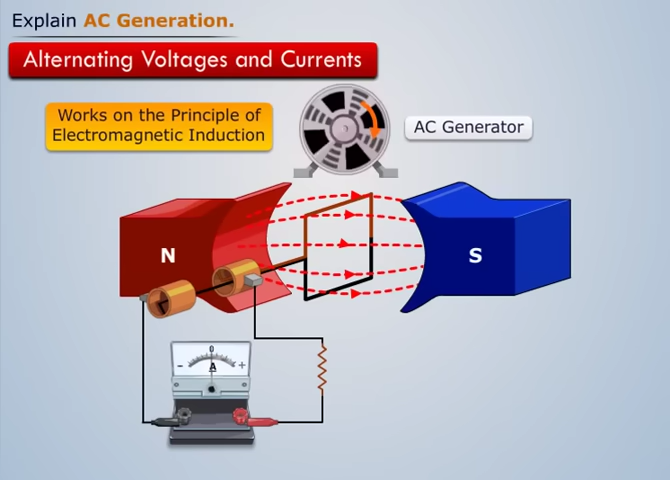 Explain AC Generation.
Alternating Voltages and Currents
Works on the Principle of
Electromagnetic Induction
AC Generator
N
S
0
- +
A